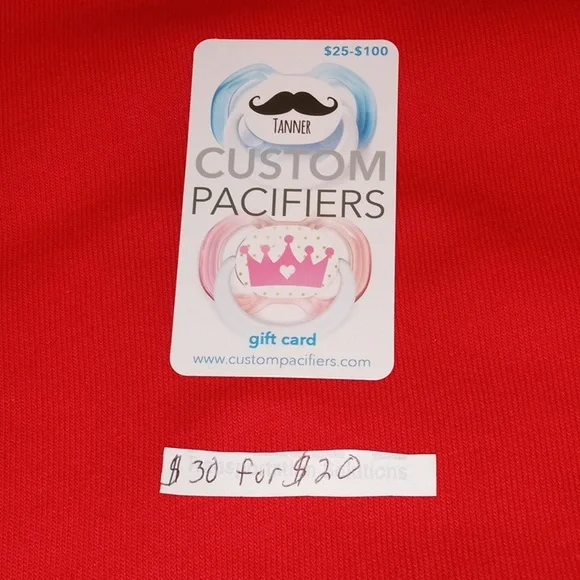 $25-$100
TANNER
CUSTOM
PACIFIERS
gift card
www.custompacifiers.com
$30 for $20